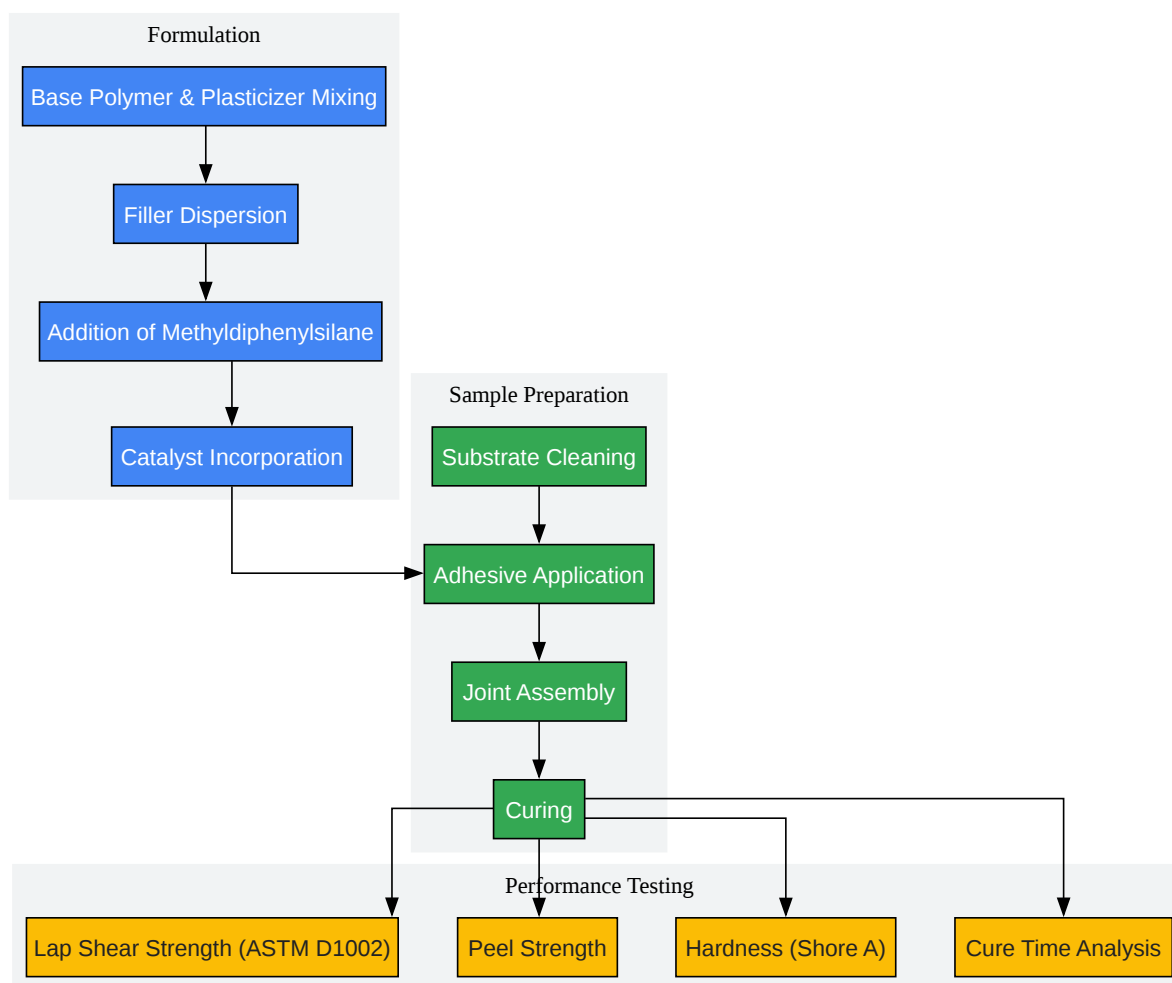 Formulation
Base Polymer & Plasticizer Mixing
Filler Dispersion
Addition of Methyldiphenylsilane
Catalyst Incorporation
Sample Preparation
Substrate Cleaning
Adhesive Application
Joint Assembly
Curing
Performance Testing
Lap Shear Strength (ASTM D1002)
Peel Strength
Hardness (Shore A)
Cure Time Analysis